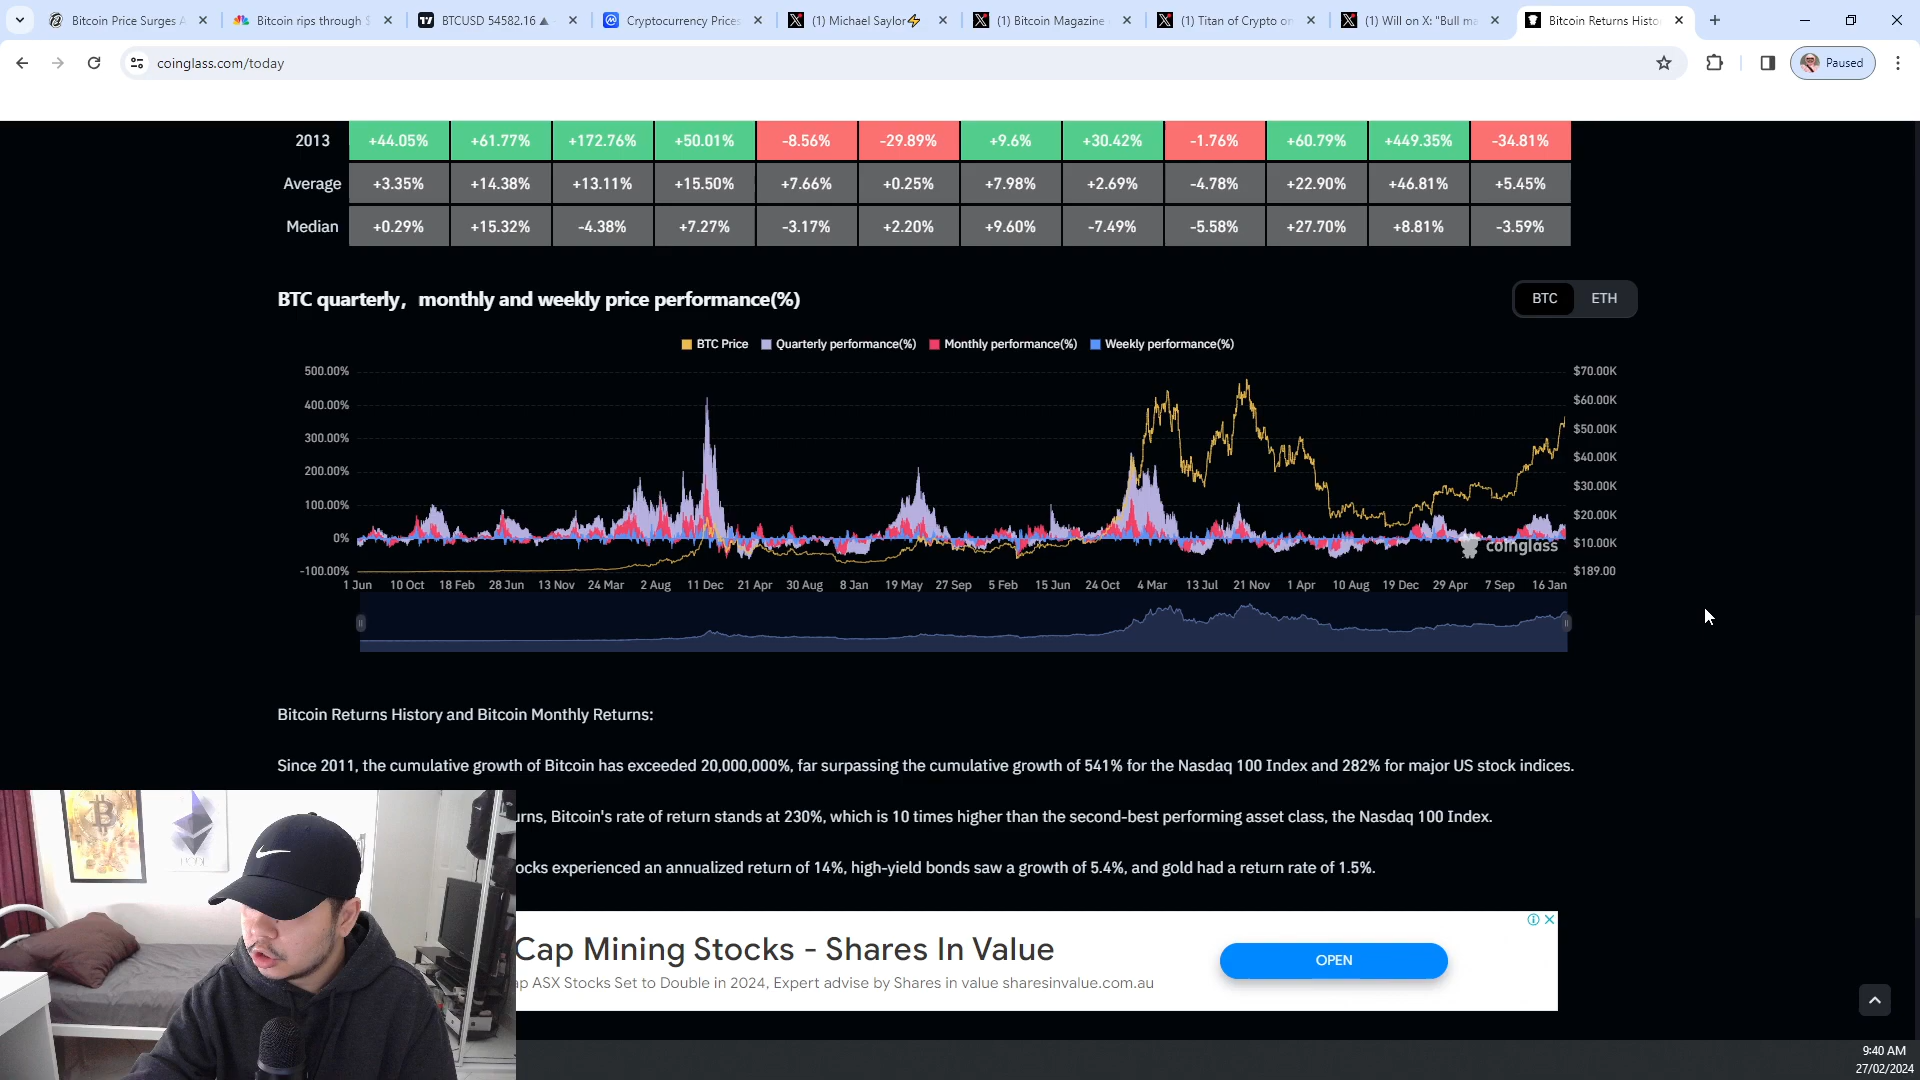 Bitcoin Price Surges A
Bitcoin rips through $
BTCUSD 54582.16 ▲
Cryptocurrency Prices
(1) Michael Saylor⚡
(1) Bitcoin Magazine
(1) Titan of Crypto on
(1) Will on X: "Bull ma
Bitcoin Returns Histo
coinglass.com/today
Paused
2013 +44.05% +61.77% +172.76% +50.01% -8.56% -29.89% +9.6% +30.42% -1.76% +60.79% +449.35% -34.81%
Average +3.35% +14.38% +13.11% +15.50% +7.66% +0.25% +7.98% +2.69% -4.78% +22.90% +46.81% +5.45%
Median +0.29% +15.32% -4.38% +7.27% -3.17% +2.20% +9.60% -7.49% -5.58% +27.70% +8.81% -3.59%
BTC quarterly，monthly and weekly price performance(%)
BTC ETH
BTC Price Quarterly performance(%) Monthly performance(%) Weekly performance(%)
500.00% $70.00K
400.00% $60.00K
300.00% $50.00K
200.00% $40.00K
100.00% $30.00K
0% $20.00K
-100.00% $10.00K
$189.00
coinglass
1 Jun 10 Oct 18 Feb 28 Jun 13 Nov 24 Mar 2 Aug 11 Dec 21 Apr 30 Aug 8 Jan 19 May 27 Sep 5 Feb 15 Jun 24 Oct 4 Mar 13 Jul 21 Nov 1 Apr 10 Aug 19 Dec 29 Apr 7 Sep 16 Jan
Bitcoin Returns History and Bitcoin Monthly Returns:
Since 2011, the cumulative growth of Bitcoin has exceeded 20,000,000%, far surpassing the cumulative growth of 541% for the Nasdaq 100 Index and 282% for major US stock indices.
urns, Bitcoin's rate of return stands at 230%, which is 10 times higher than the second-best performing asset class, the Nasdaq 100 Index.
ocks experienced an annualized return of 14%, high-yield bonds saw a growth of 5.4%, and gold had a return rate of 1.5%.
Cap Mining Stocks - Shares In Value
ap ASX Stocks Set to Double in 2024, Expert advise by Shares in value sharesinvalue.com.au
OPEN
9:40 AM
27/02/2024